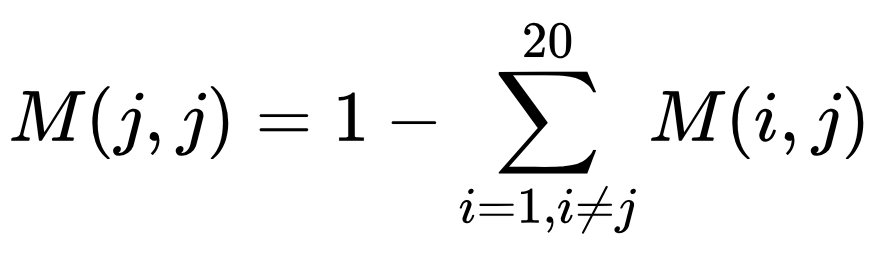 M(j, j) = 1 − ∑_{i=1,i≠j}^{20} M(i, j)